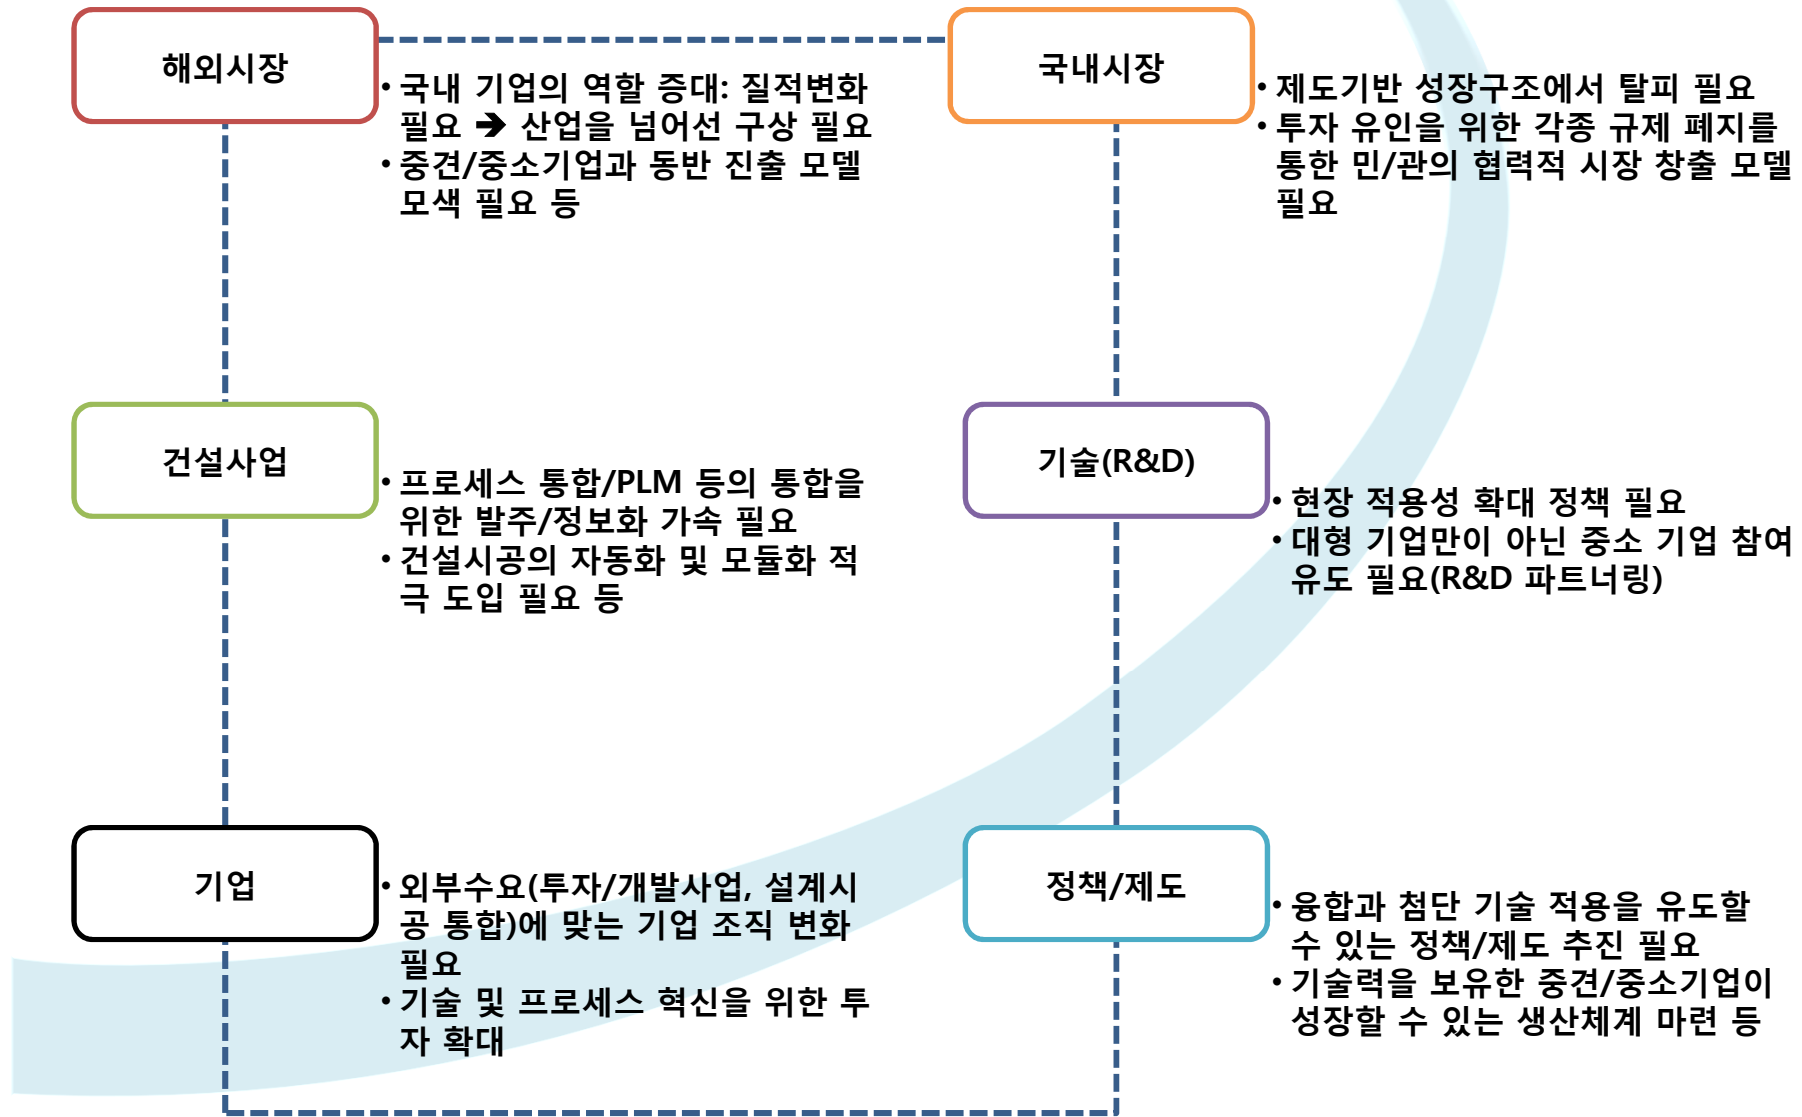 해외시장
• 국내 기업의 역할 증대: 질적변화
필요 ➔ 산업을 넘어선 구상 필요
• 중견/중소기업과 동반 진출 모델
모색 필요 등
국내시장
• 제도기반 성장구조에서 탈피 필요
• 투자 유인을 위한 각종 규제 폐지를
통한 민/관의 협력적 시장 창출 모델
필요
건설사업
• 프로세스 통합/PLM 등의 통합을
위한 발주/정보화 가속 필요
• 건설시공의 자동화 및 모듈화 적
극 도입 필요 등
기술(R&D)
• 현장 적용성 확대 정책 필요
• 대형 기업만이 아닌 중소 기업 참여
유도 필요(R&D 파트너링)
기업
• 외부수요(투자/개발사업, 설계시
공 통합)에 맞는 기업 조직 변화
필요
• 기술 및 프로세스 혁신을 위한 투
자 확대
정책/제도
• 융합과 첨단 기술 적용을 유도할
수 있는 정책/제도 추진 필요
• 기술력을 보유한 중견/중소기업이
성장할 수 있는 생산체계 마련 등